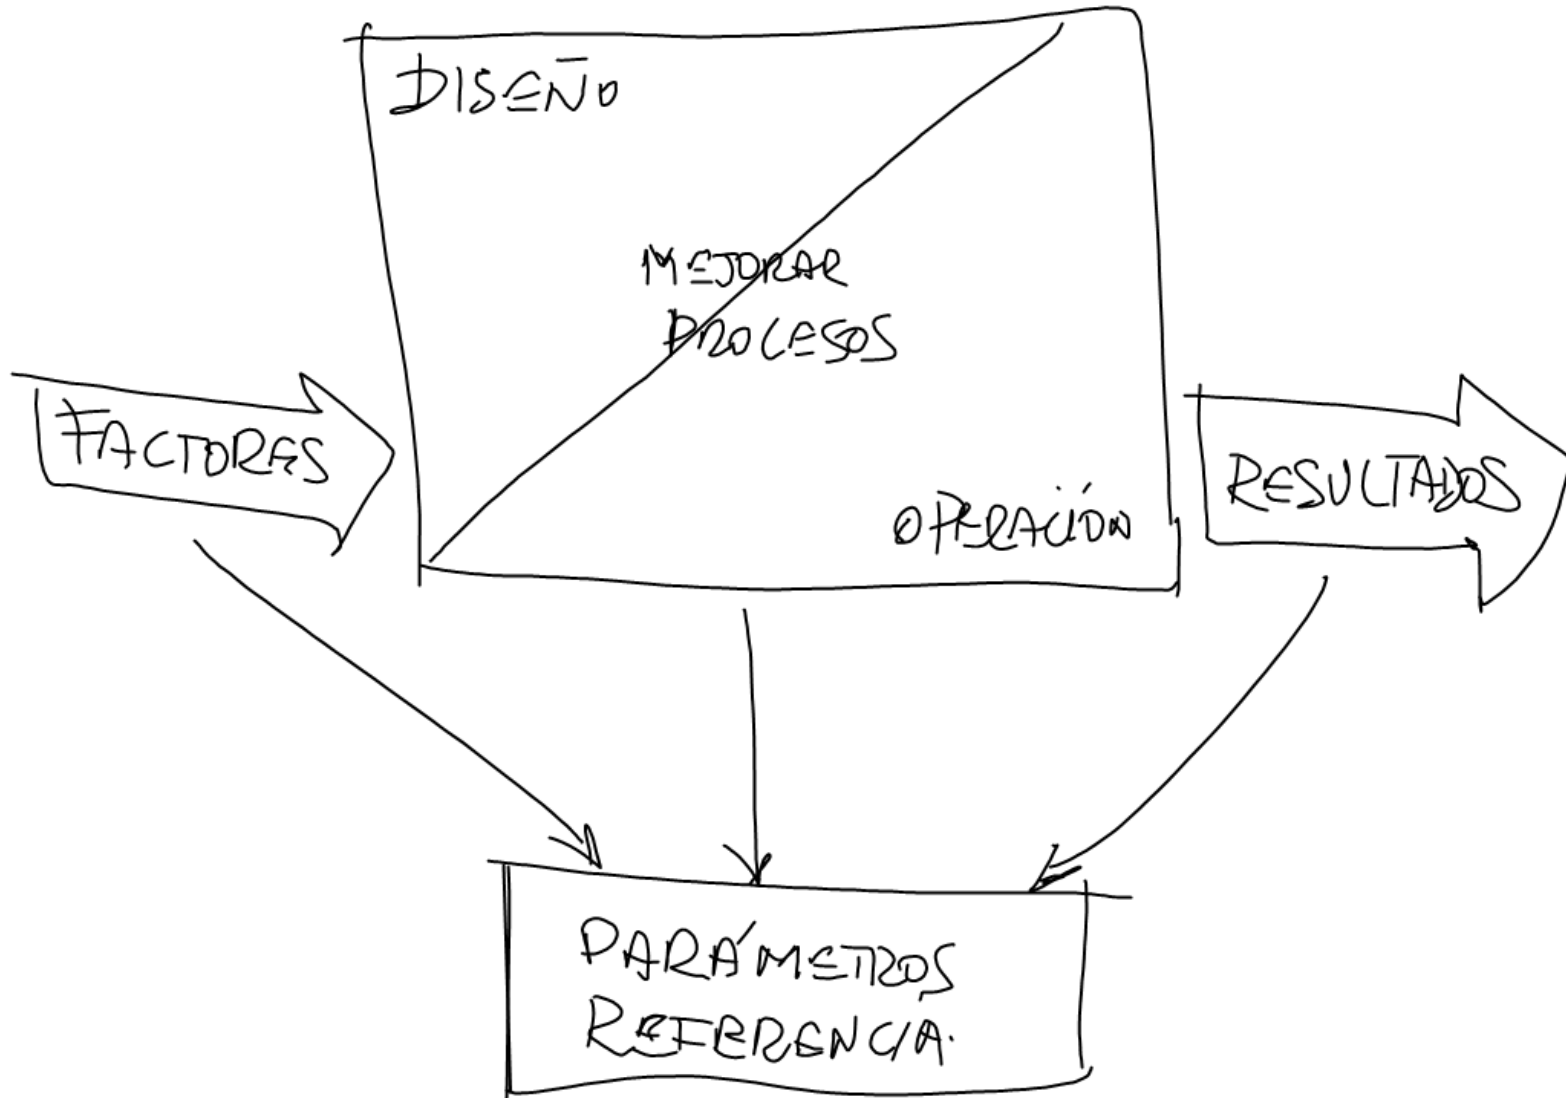 DISEÑO
MEJORAR
PROCESOS
FACTORES
OPERACIÓN
RESULTADOS
PARÁMETROS
REFERENCIA.